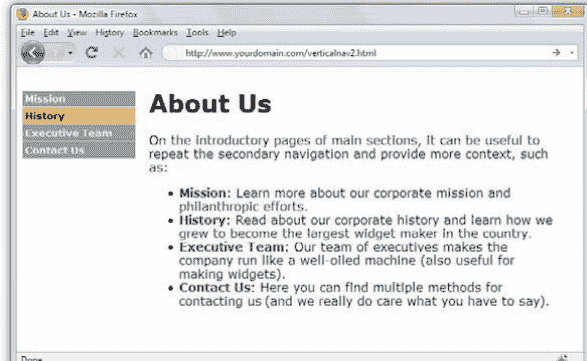 About Us - Mozilla Firefox
File Edit View History Bookmarks Tools Help
http://www.yourdomain.com/verticalnav2.html
Mission
History
Executive Team
Contact Us
About Us
On the introductory pages of main sections, it can be useful to
repeat the secondary navigation and provide more context, such
as:
• Mission: Learn more about our corporate mission and
philanthropic efforts.
• History: Read about our corporate history and learn how we
grew to become the largest widget maker in the country.
• Executive Team: Our team of executives makes the
company run like a well-oiled machine (also useful for
making widgets).
• Contact Us: Here you can find multiple methods for
contacting us (and we really do care what you have to say).
Done